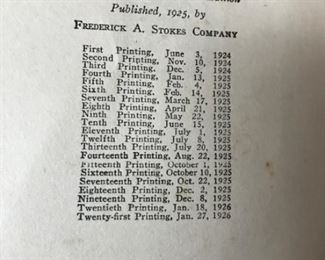 Published, 1925, by
FREDERICK A. STOKES COMPANY
First Printing, June 3, 1924
Second Printing, Nov. 10, 1924
Third Printing, Dec. 5, 1924
Fourth Printing, Jan. 13, 1925
Fifth Printing, Feb. 4, 1925
Sixth Printing, Feb. 14, 1925
Seventh Printing, March 17, 1925
Eighth Printing, April 21, 1925
Ninth Printing, May 22, 1925
Tenth Printing, June 15, 1925
Eleventh Printing, July 1, 1925
Twelfth Printing, July 8, 1925
Thirteenth Printing, July 20, 1925
Fourteenth Printing, Aug. 22, 1925
Fifteenth Printing, October 1, 1925
Sixteenth Printing, October 10, 1925
Seventeenth Printing, Oct. 22, 1925
Eighteenth Printing, Dec. 2, 1925
Nineteenth Printing, Dec. 8, 1925
Twentieth Printing, Jan. 18, 1926
Twenty-first Printing, Jan. 27, 1926